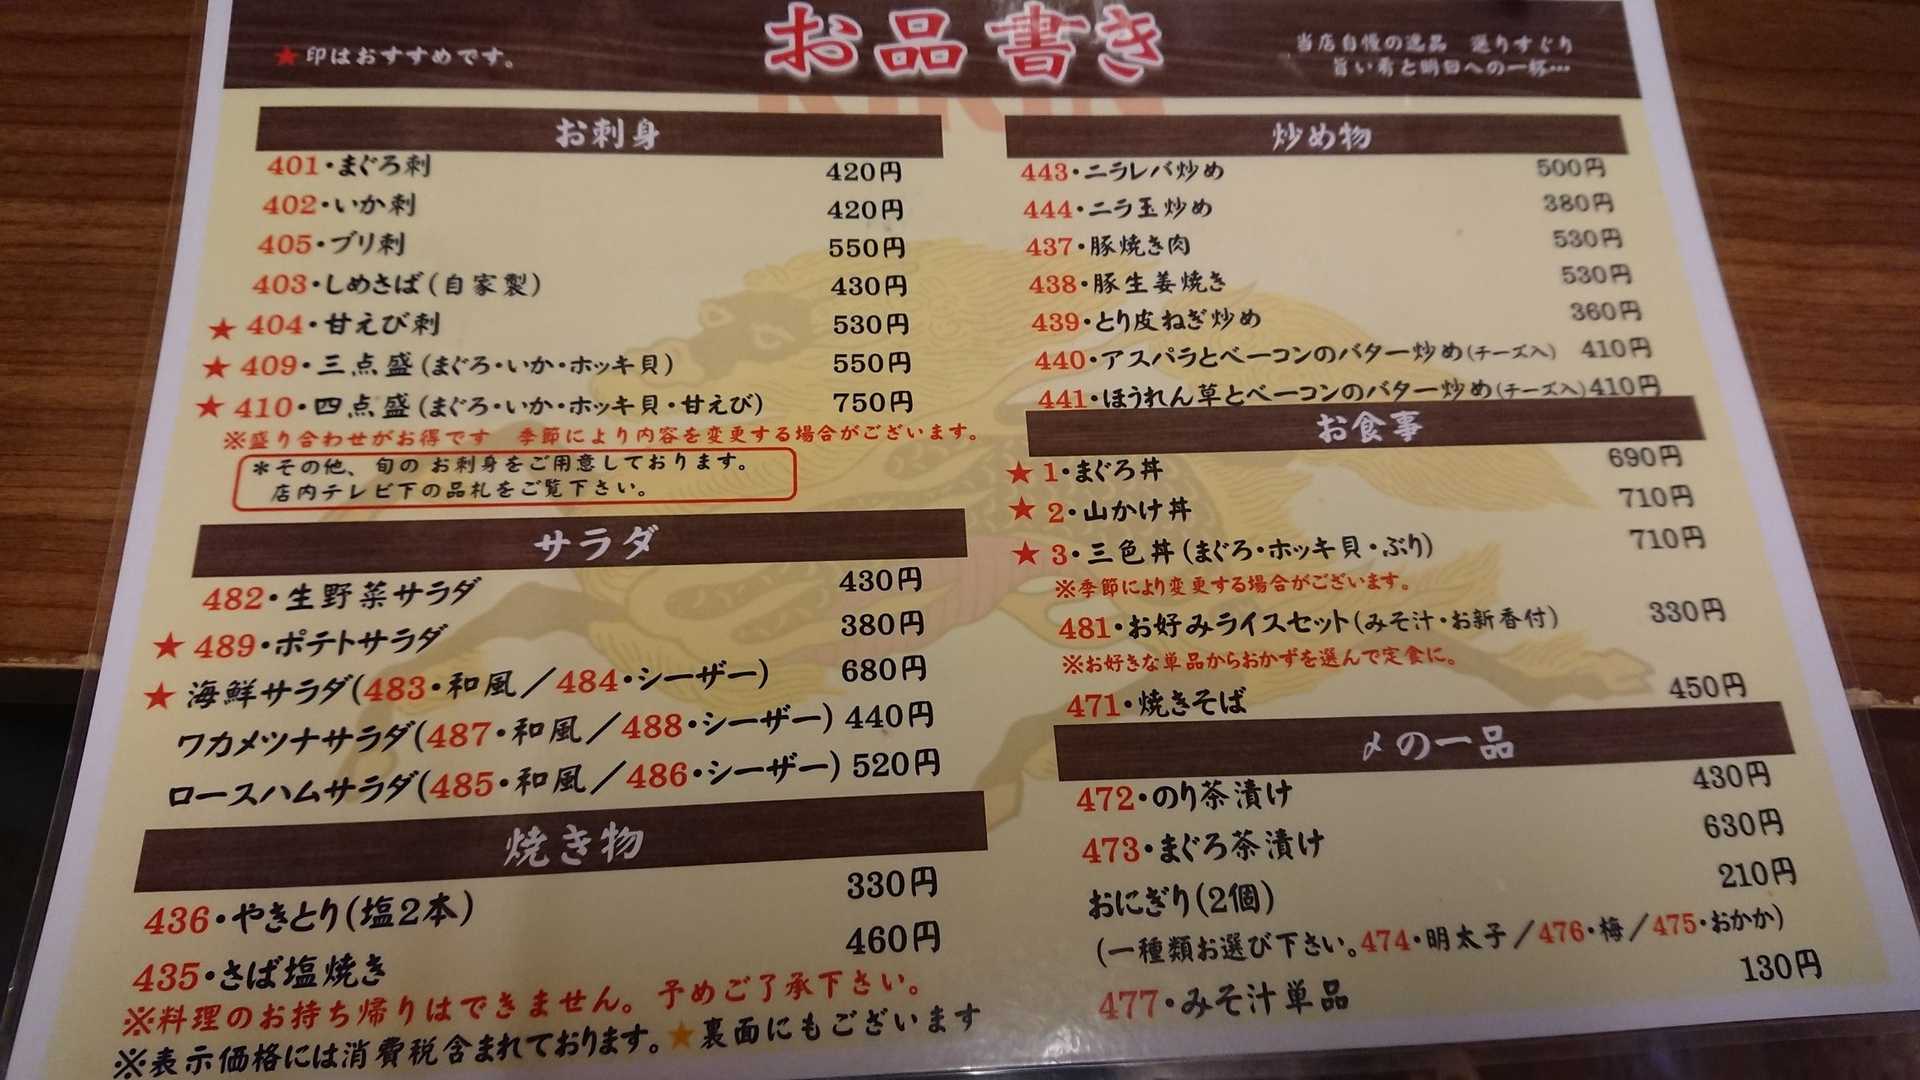 ★印はおすすめです。
お品書き
当店自慢の逸品 選りすぐり
旨い肴と明日への一杯…
お刺身
401・まぐろ刺 420円
402・いか刺 420円
405・ブリ刺 550円
403・しめさば(自家製) 430円
★404・甘えび刺 530円
★409・三点盛(まぐろ・いか・ホッキ貝) 550円
★410・四点盛(まぐろ・いか・ホッキ貝・甘えび) 750円
※盛り合わせがお得です 季節により内容を変更する場合がございます。
*その他、旬のお刺身をご用意しております。
店内テレビ下の品札をご覧下さい。
サラダ
482・生野菜サラダ 430円
★489・ポテトサラダ 380円
★海鮮サラダ(483・和風/484・シーザー) 680円
ワカメツナサラダ(487・和風/488・シーザー) 440円
ロースハムサラダ(485・和風/486・シーザー) 520円
焼き物
436・やきとり(塩2本) 330円
435・さば塩焼き 460円
※料理のお持ち帰りはできません。予めご了承下さい。
※表示価格には消費税含まれております。★裏面にもございます
炒め物
443・ニラレバ炒め 500円
444・ニラ玉炒め 380円
437・豚焼き肉 530円
438・豚生姜焼き 530円
439・とり皮ねぎ炒め 360円
440・アスパラとベーコンのバター炒め(チーズ入) 410円
441・ほうれん草とベーコンのバター炒め(チーズ入) 410円
お食事
★1・まぐろ丼 690円
★2・山かけ丼 710円
★3・三色丼(まぐろ・ホッキ貝・ぶり) 710円
※季節により変更する場合がございます。
481・お好みライスセット(みそ汁・お新香付) 330円
※お好きな単品からおかずを選んで定食に。
471・焼きそば 450円
〆の一品
472・のり茶漬け 430円
473・まぐろ茶漬け 630円
おにぎり(2個) 210円
(一種類お選び下さい。474・明太子/476・梅/475・おかか)
477・みそ汁単品 130円